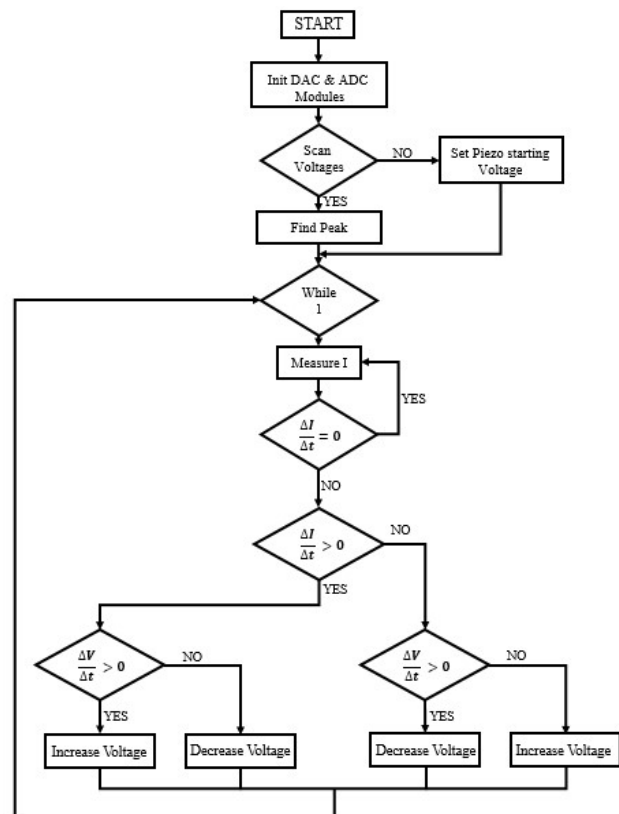 START
Init DAC & ADC
Modules
Scan
Voltages
NO
Set Piezo starting
Voltage
YES
Find Peak
While
1
Measure I
YES
ΔI/Δt = 0
NO
ΔI/Δt > 0
NO
YES
ΔV/Δt > 0
NO
ΔV/Δt > 0
NO
YES
YES
Increase Voltage
Decrease Voltage
Decrease Voltage
Increase Voltage